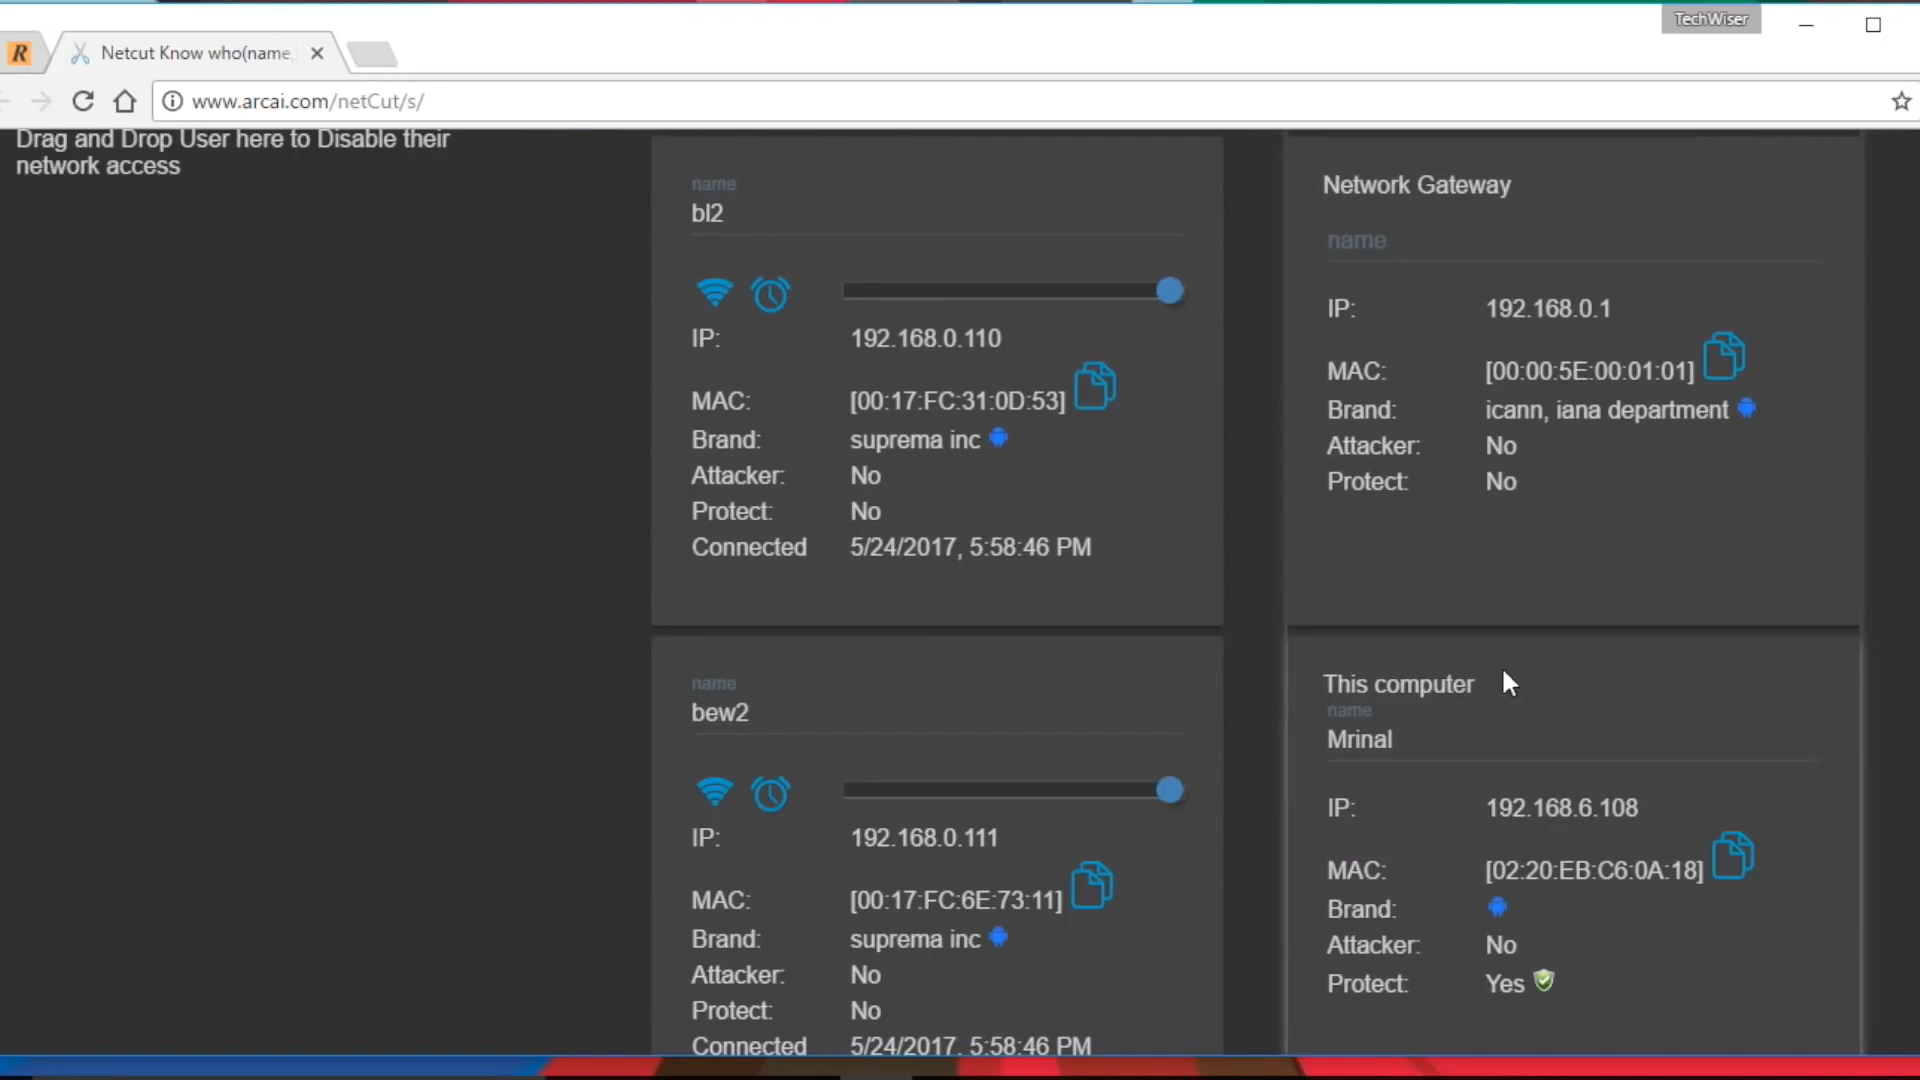 TechWiser
R
Netcut Know who(name,
www.arcai.com/netCut/s/
Drag and Drop User here to Disable their
network access
name
bl2
IP: 192.168.0.110
MAC: [00:17:FC:31:0D:53]
Brand: suprema inc
Attacker: No
Protect: No
Connected 5/24/2017, 5:58:46 PM
name
bew2
IP: 192.168.0.111
MAC: [00:17:FC:6E:73:11]
Brand: suprema inc
Attacker: No
Protect: No
Connected 5/24/2017, 5:58:46 PM
Network Gateway
name
IP: 192.168.0.1
MAC: [00:00:5E:00:01:01]
Brand: icann, iana department
Attacker: No
Protect: No
This computer
name
Mrinal
IP: 192.168.6.108
MAC: [02:20:EB:C6:0A:18]
Brand:
Attacker: No
Protect: Yes